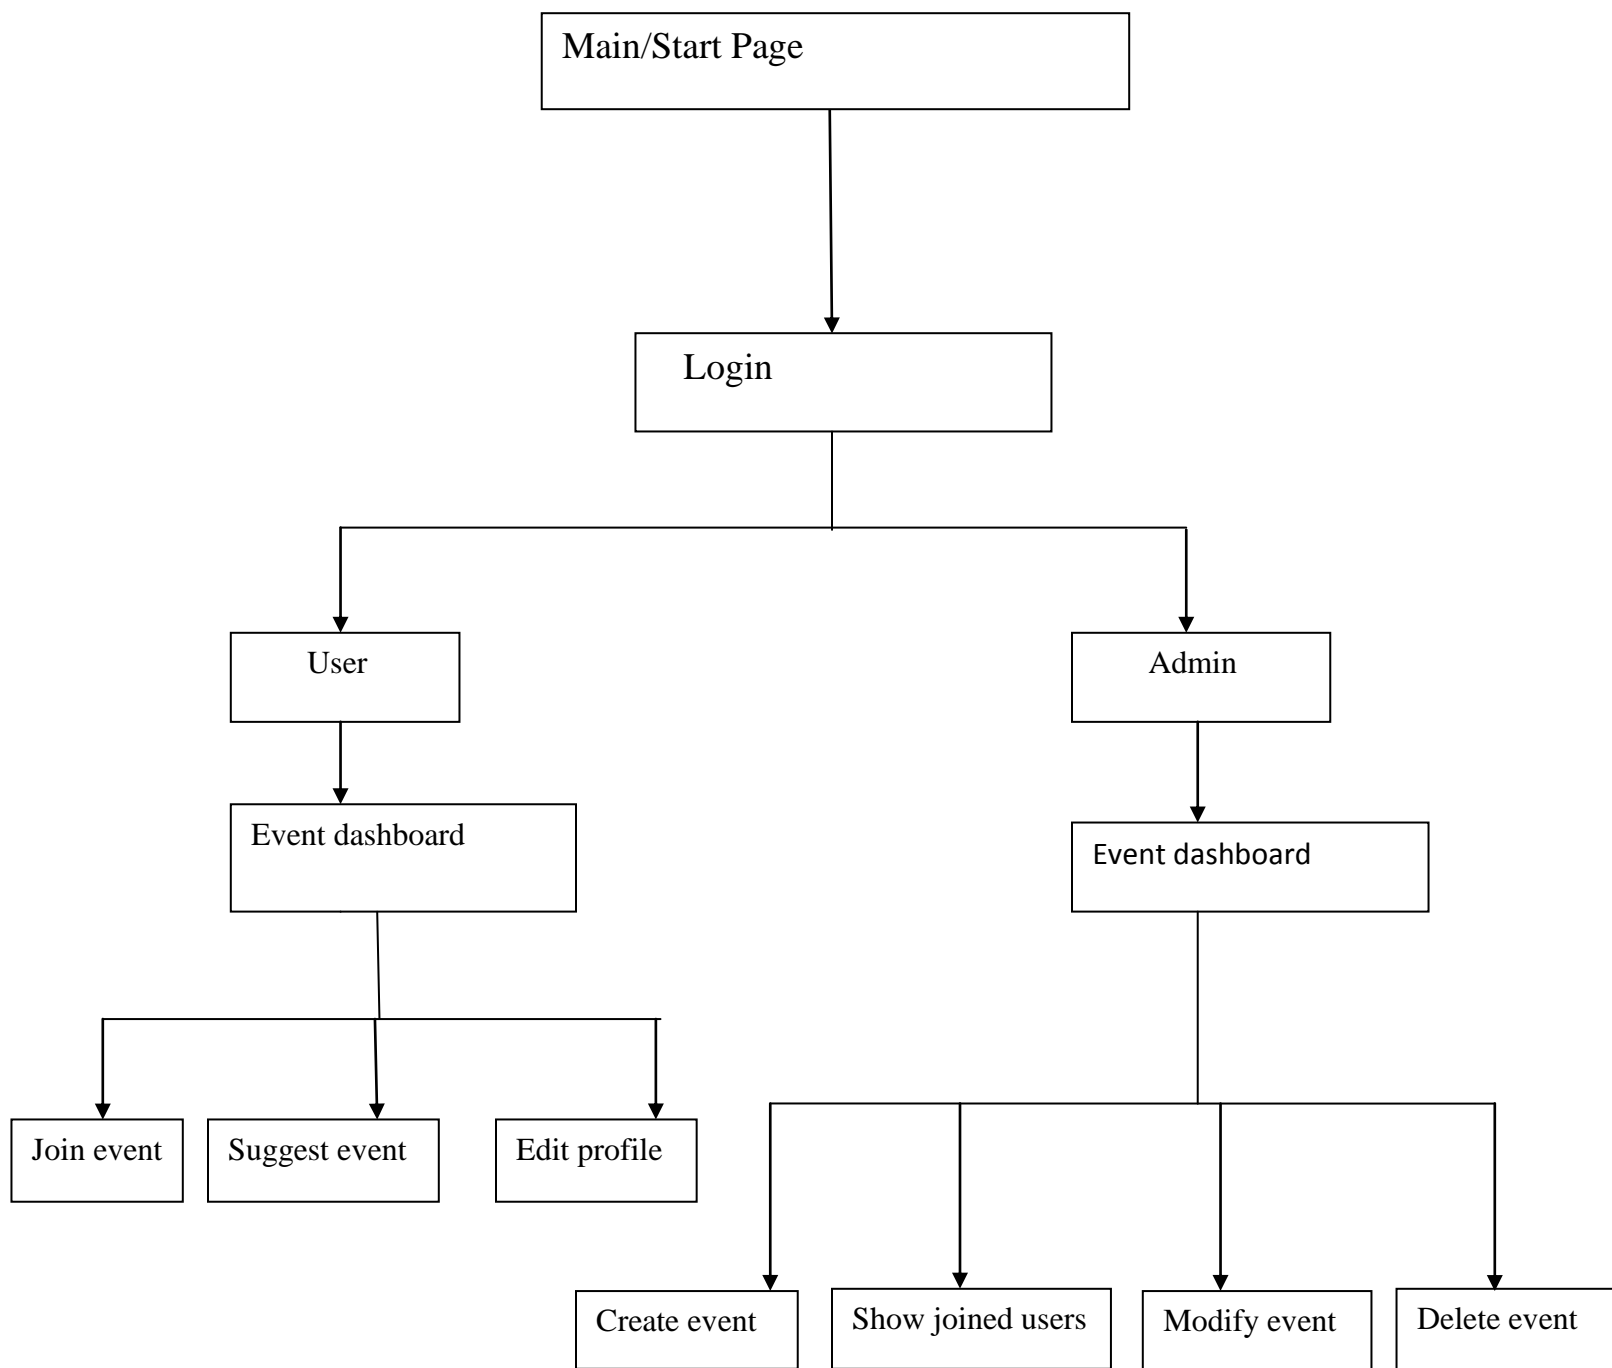 Main/Start Page
Login
User
Admin
Event dashboard
Event dashboard
Join event
Suggest event
Edit profile
Create event
Show joined users
Modify event
Delete event